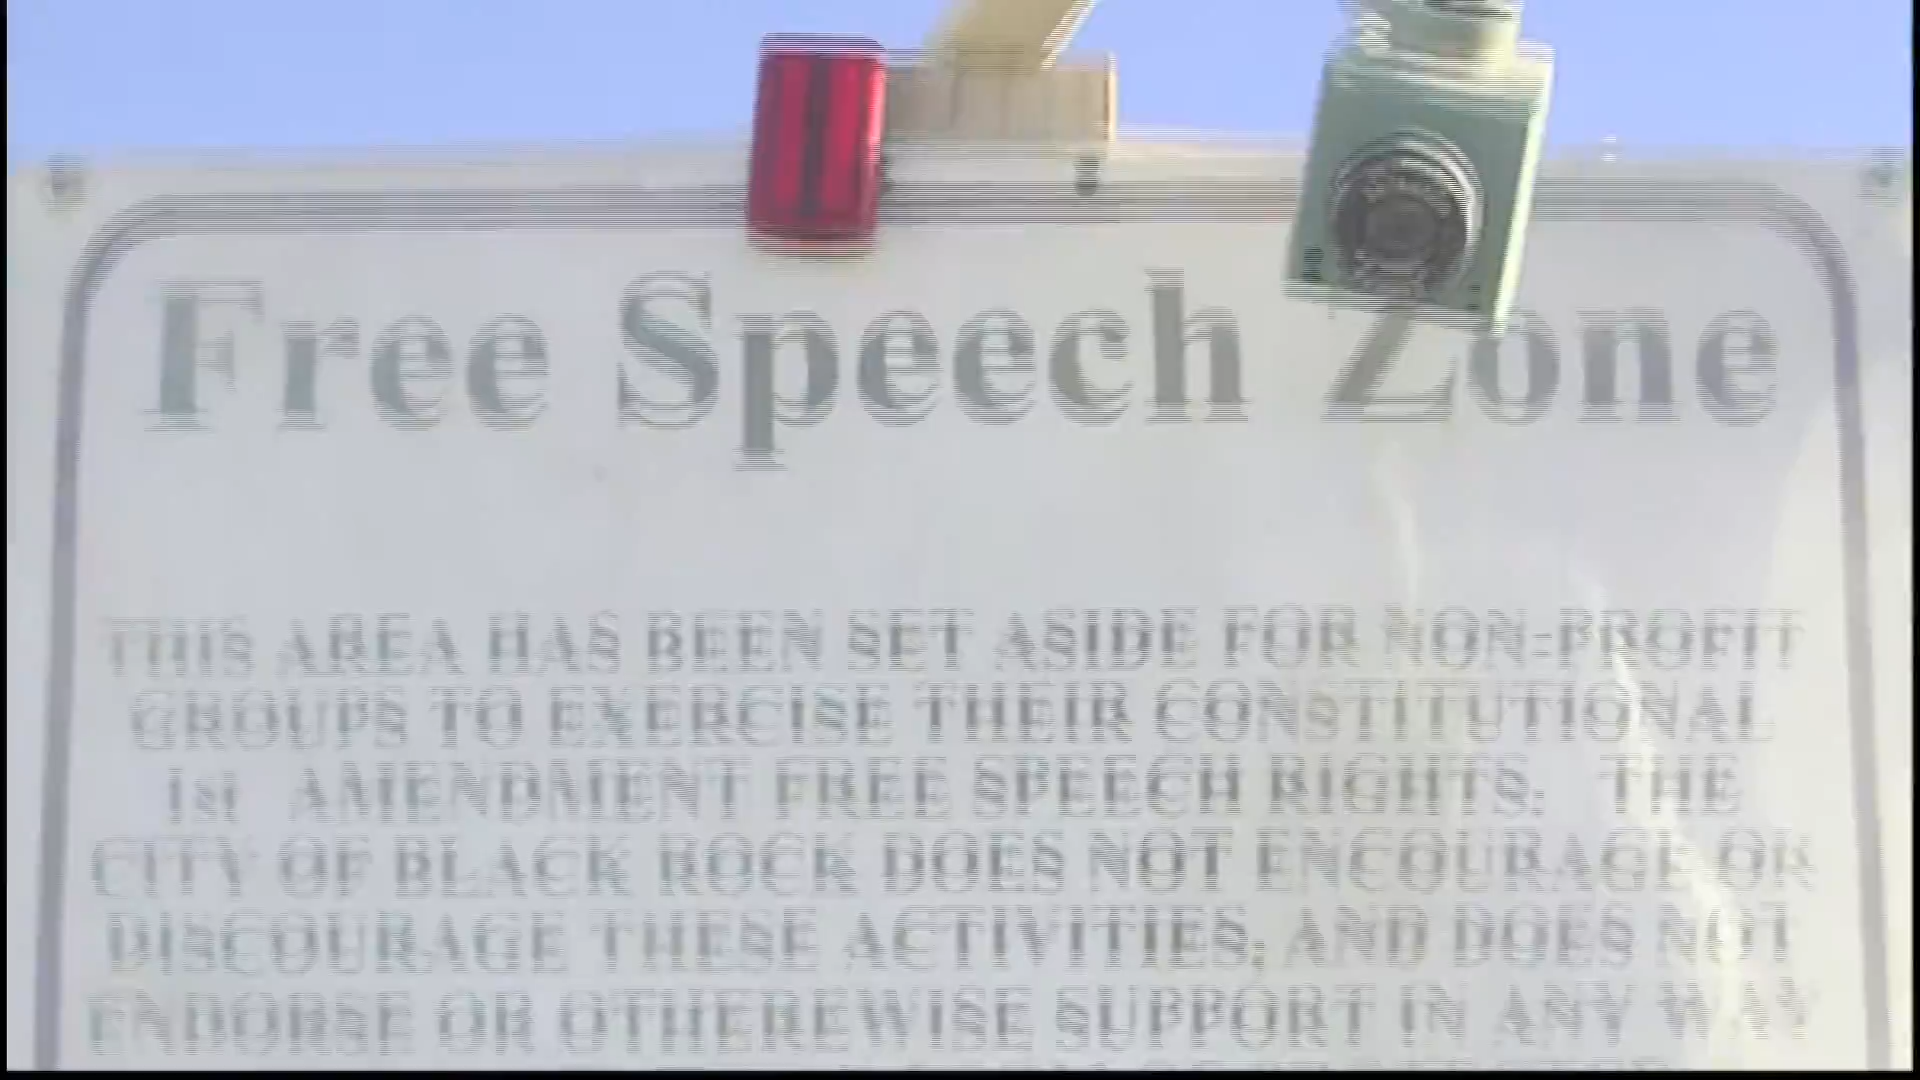 Free Speech Zone
THIS AREA HAS BEEN SET ASIDE FOR NON-PROFIT
GROUPS TO EXERCISE THEIR CONSTITUTIONAL
1st AMENDMENT FREE SPEECH RIGHTS. THE
CITY OF BLACK ROCK DOES NOT ENCOURAGE OR
DISCOURAGE THESE ACTIVITIES, AND DOES NOT
ENDORSE OR OTHEREWISE SUPPORT IN ANY WAY